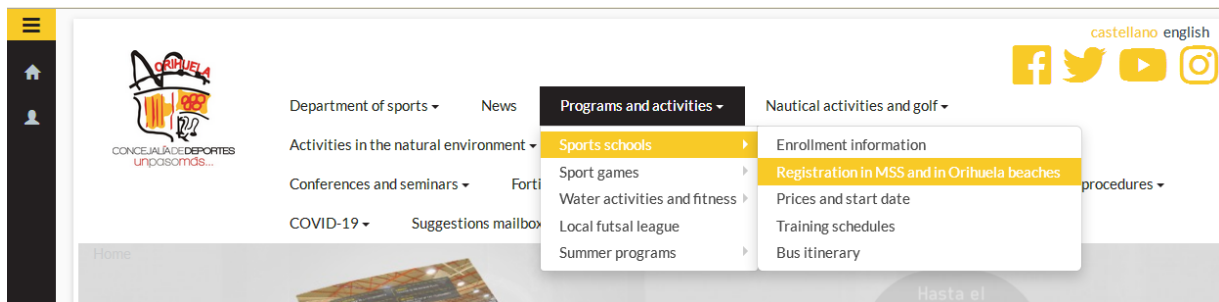 castellano english
ORIHUELA
CONCEJALÍADEDEPORTES
unpasomás...
Department of sports
News
Programs and activities
Nautical activities and golf
Activities in the natural environment
Sports schools
Enrollment information
Sport games
Registration in MSS and in Orihuela beaches
Conferences and seminars
Forti
Water activities and fitness
Prices and start date
procedures
COVID-19
Suggestions mailbox
Local futsal league
Training schedules
Home
Summer programs
Bus itinerary
Hasta el